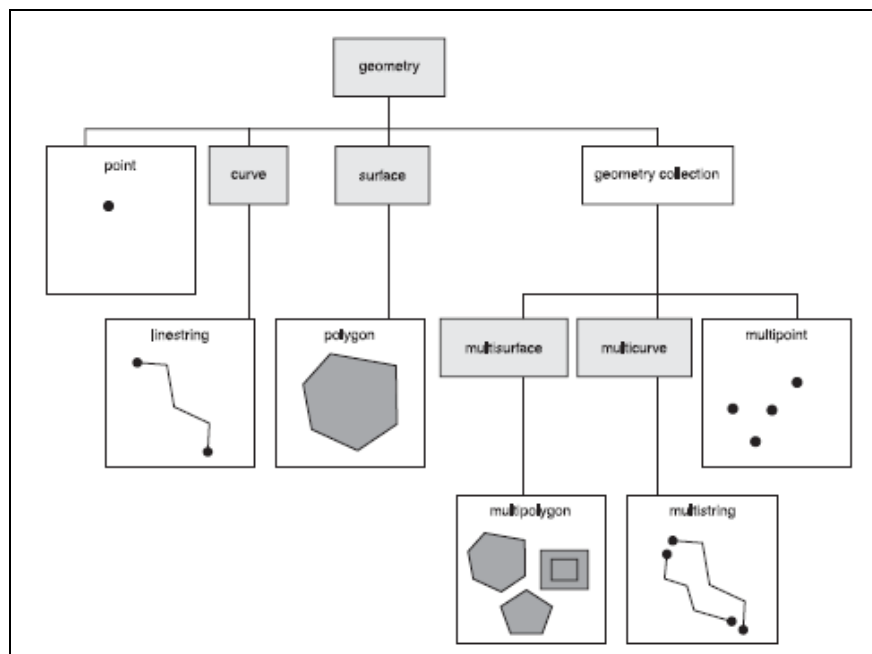 geometry
point
curve
surface
geometry collection
linestring
polygon
multisurface
multicurve
multipoint
multipolygon
multistring